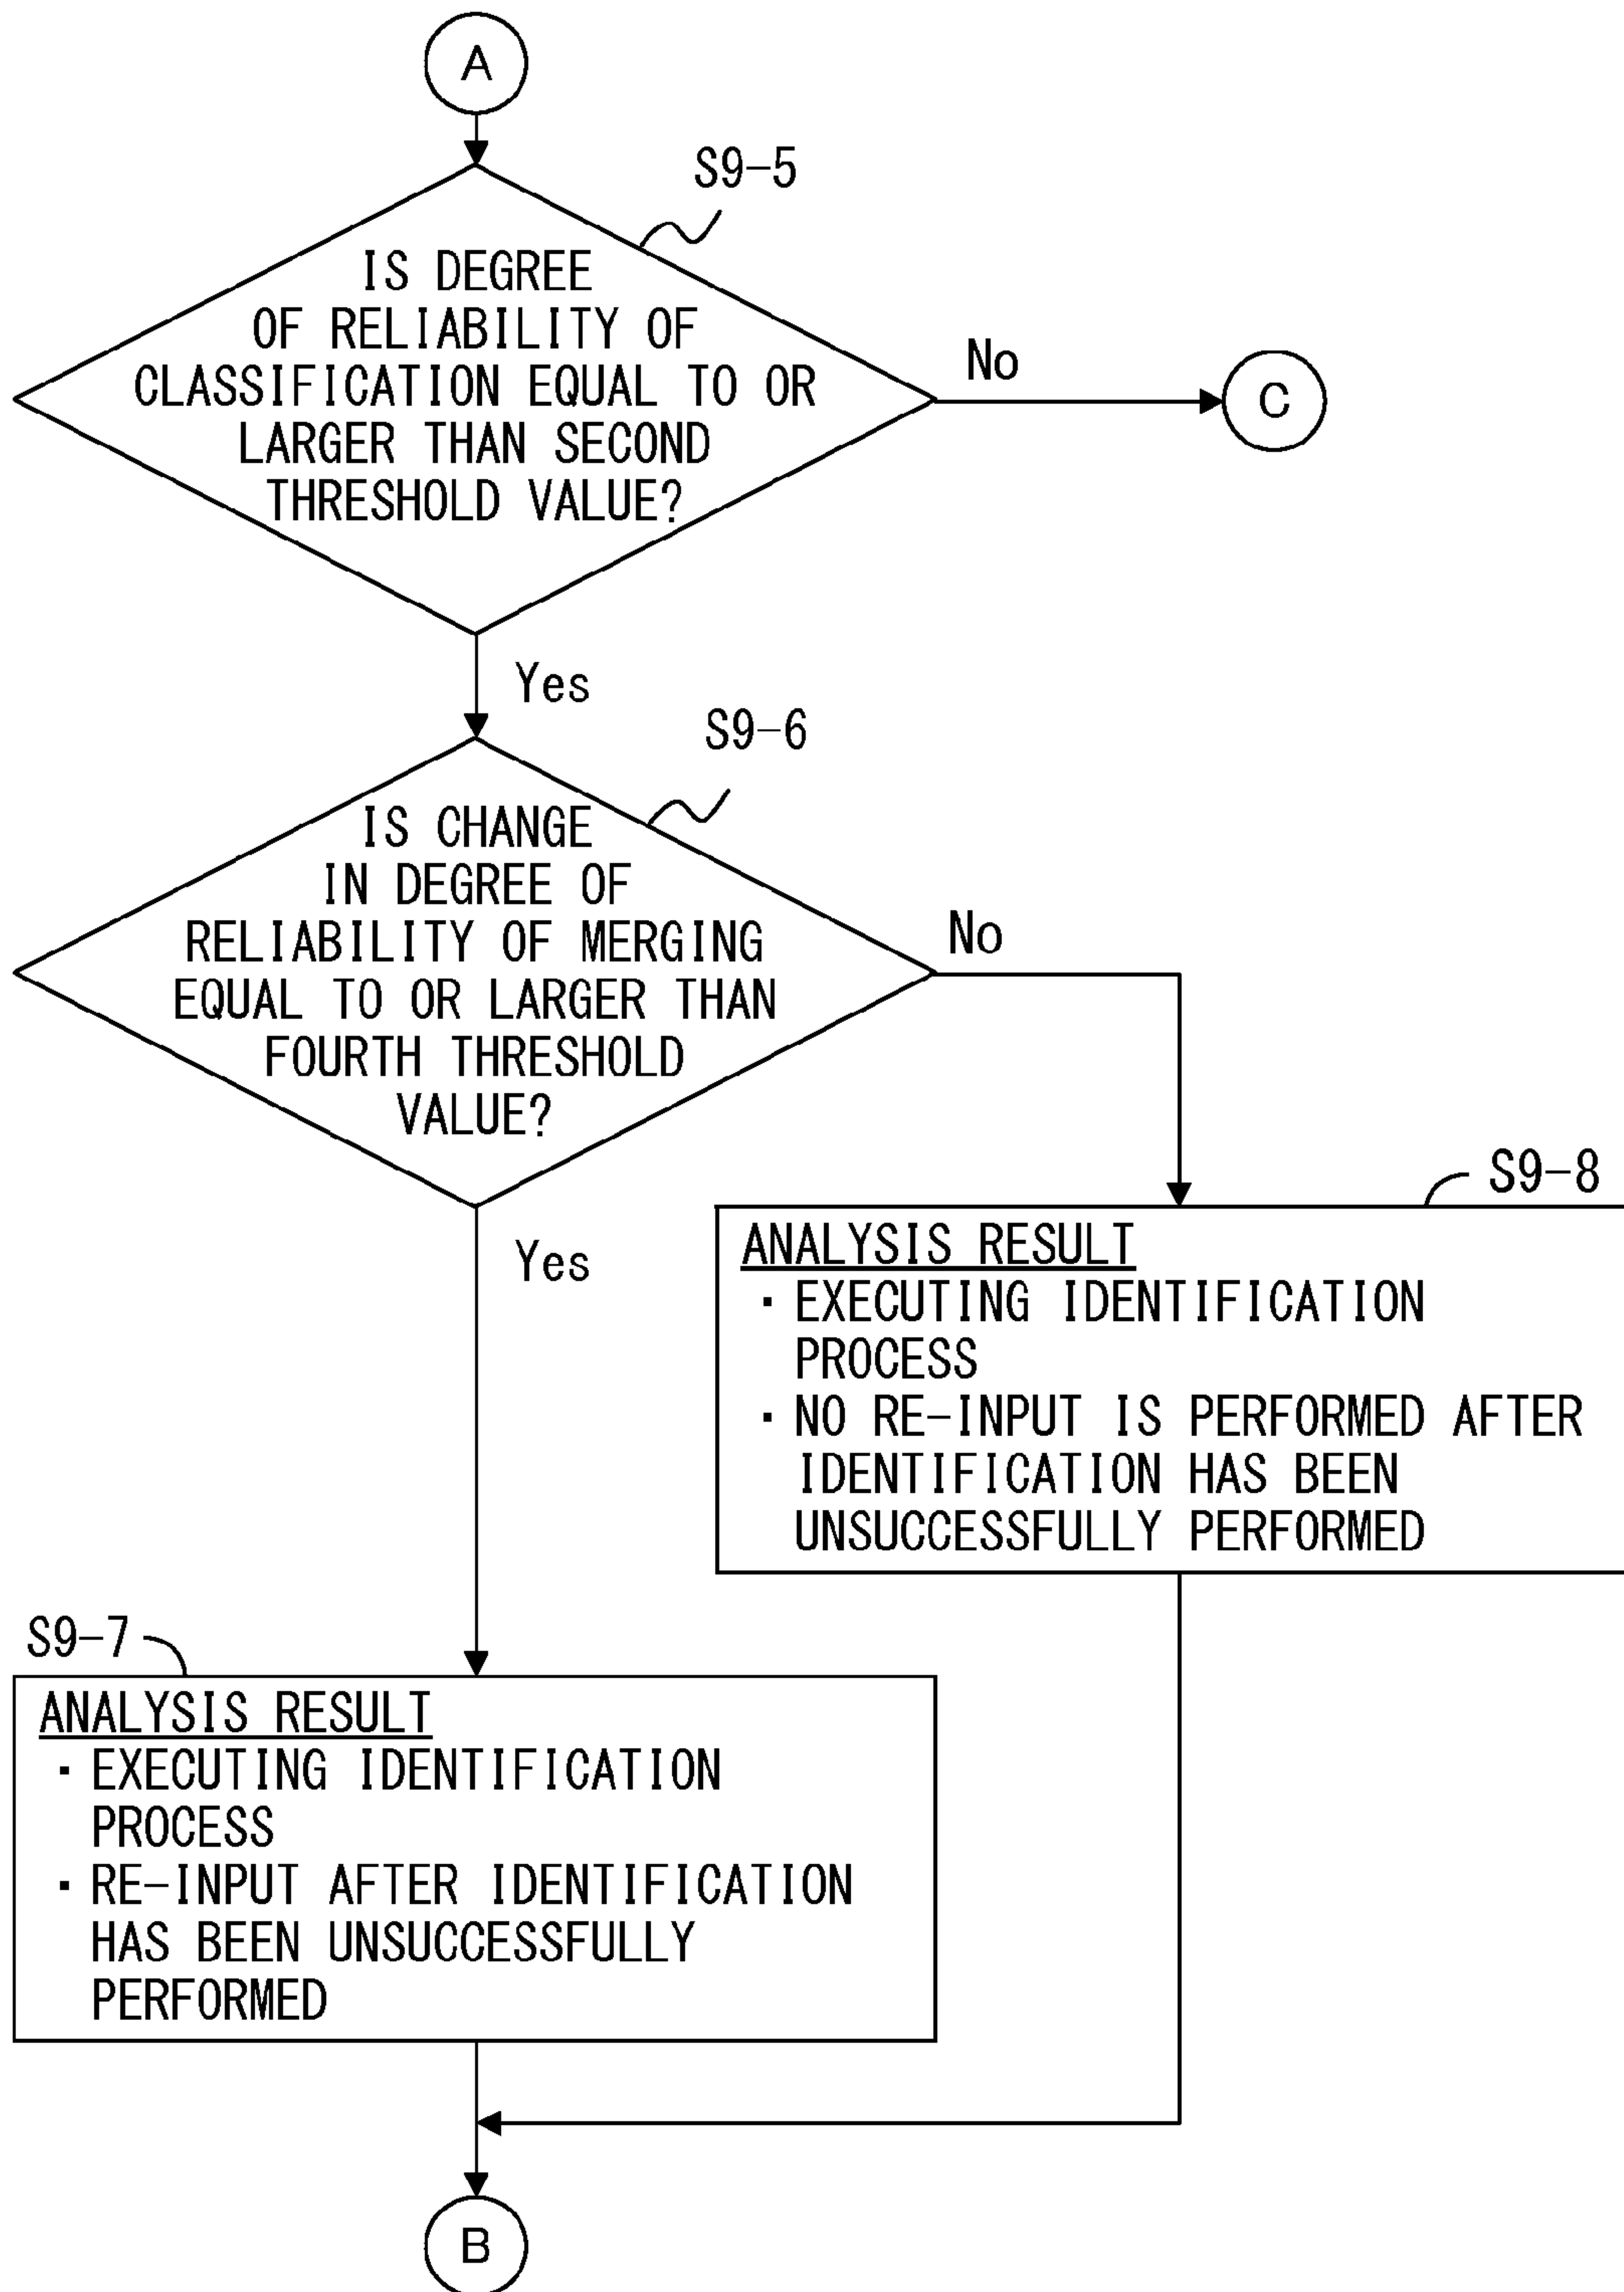 A
S9-5
IS DEGREE
OF RELIABILITY OF
CLASSIFICATION EQUAL TO OR
LARGER THAN SECOND
THRESHOLD VALUE?
No
C
Yes
S9-6
IS CHANGE
IN DEGREE OF
RELIABILITY OF MERGING
EQUAL TO OR LARGER THAN
FOURTH THRESHOLD
VALUE?
No
Yes
S9-8
ANALYSIS RESULT
・EXECUTING IDENTIFICATION
PROCESS
・NO RE-INPUT IS PERFORMED AFTER
IDENTIFICATION HAS BEEN
UNSUCCESSFULLY PERFORMED
S9-7
ANALYSIS RESULT
・EXECUTING IDENTIFICATION
PROCESS
・RE-INPUT AFTER IDENTIFICATION
HAS BEEN UNSUCCESSFULLY
PERFORMED
B